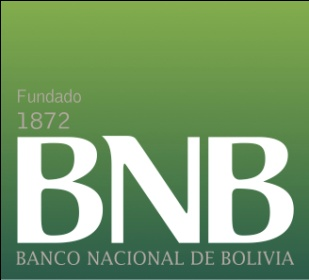 Fundado
1872
BNB
BANCO NACIONAL DE BOLIVIA